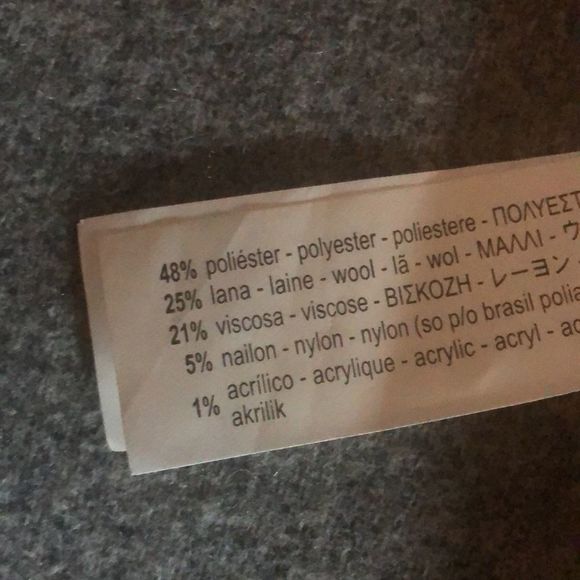 48% poliéster - polyester - poliestere - ΠΟΛΥΕΣΤ
25% lana - laine - wool - lã - wol - ΜΑΛΛΙ - ウ
21% viscosa - viscose - ΒΙΣΚΟΖΗ - レーヨン -
5% nailon - nylon - nylon (so p/o brasil polia
1% acrílico - acrylique - acrylic - acryl - ac
akrilik